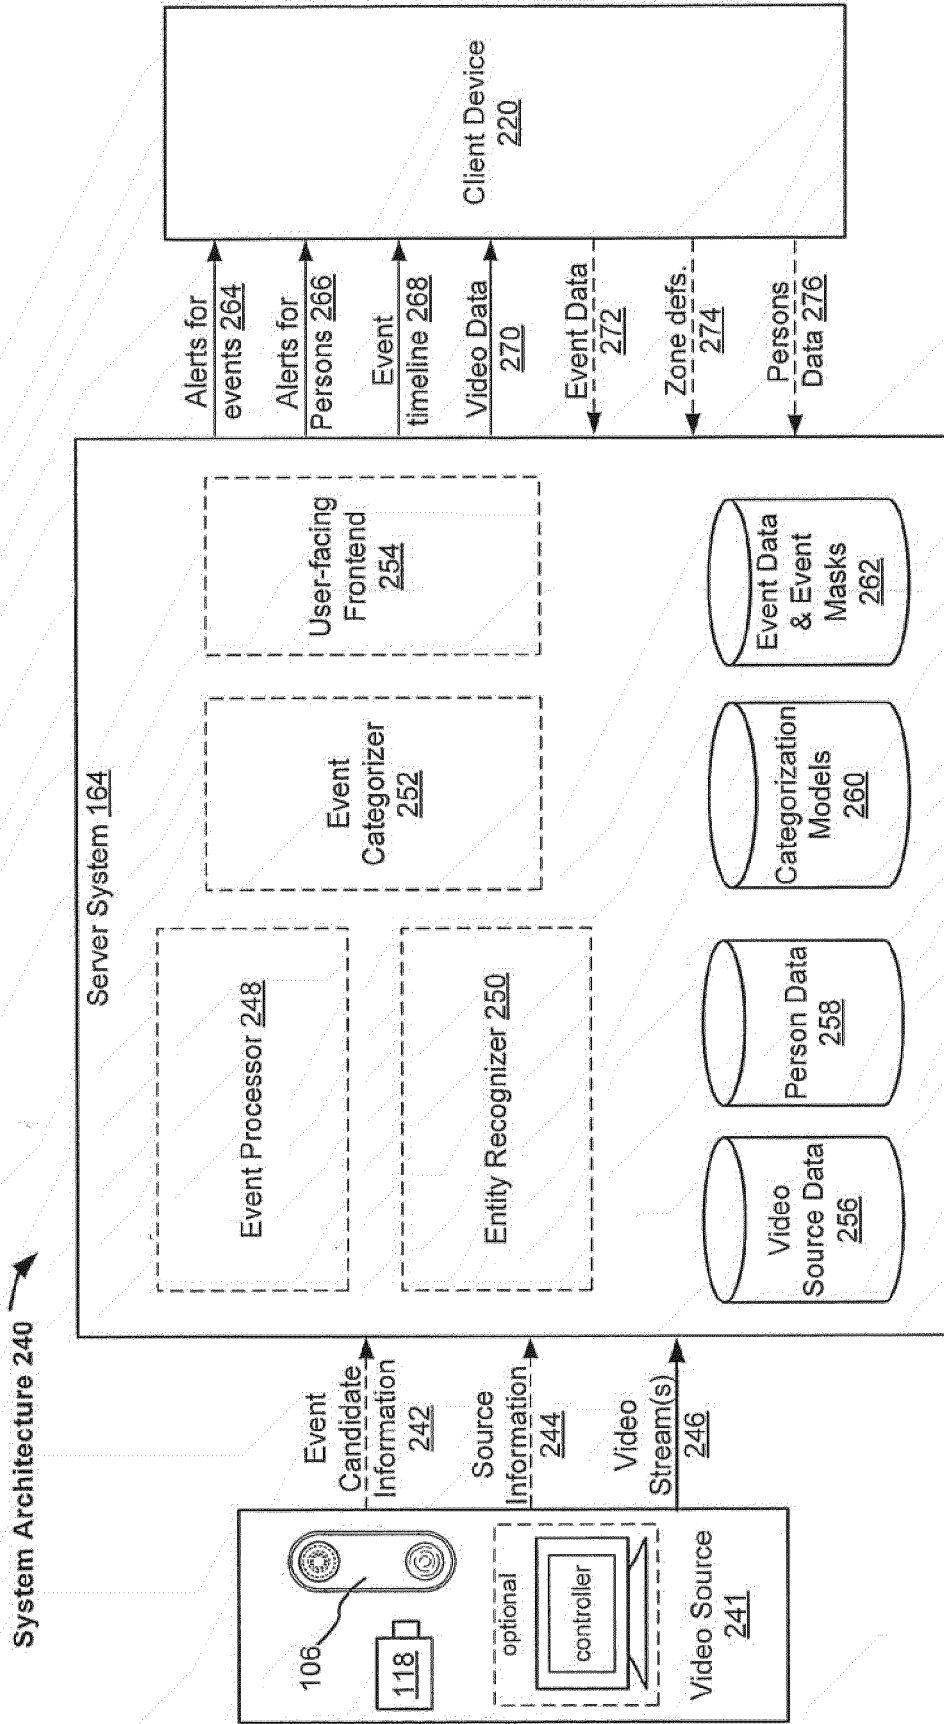 System Architecture 240
106
118
optional
controller
Video Source
241
Event
Candidate
Information
242
Source
Information
244
Video
Stream(s)
246
Server System 164
Event Processor 248
Entity Recognizer 250
Event
Categorizer
252
User-facing
Frontend
254
Video
Source Data
256
Person Data
258
Categorization
Models
260
Event Data
& Event
Masks
262
Alerts for
events 264
Alerts for
Persons 266
Event
timeline 268
Video Data
270
Event Data
272
Zone defs.
274
Persons
Data 276
Client Device
220